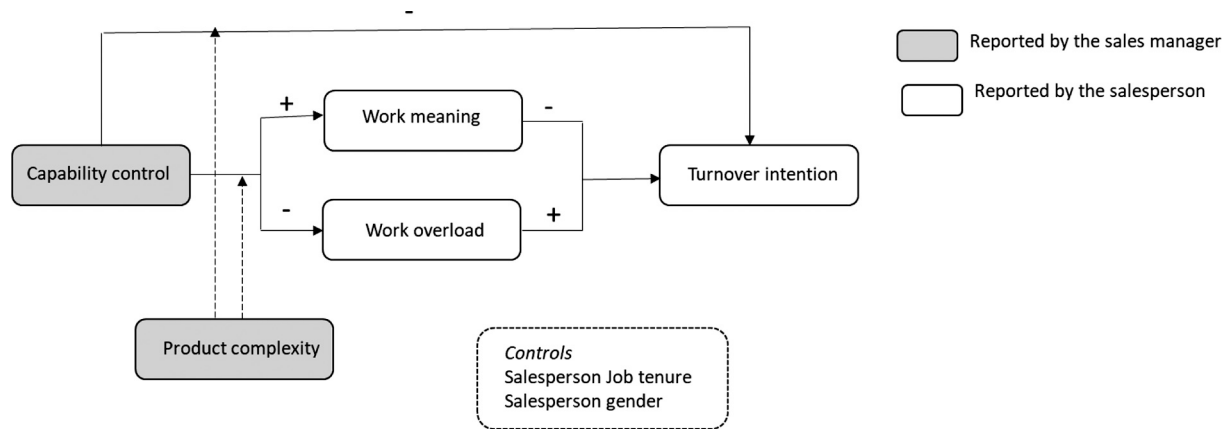 -
Reported by the sales manager
Reported by the salesperson
+
Work meaning
-
Capability control
Turnover intention
-
Work overload
+
Product complexity
Controls
Salesperson Job tenure
Salesperson gender